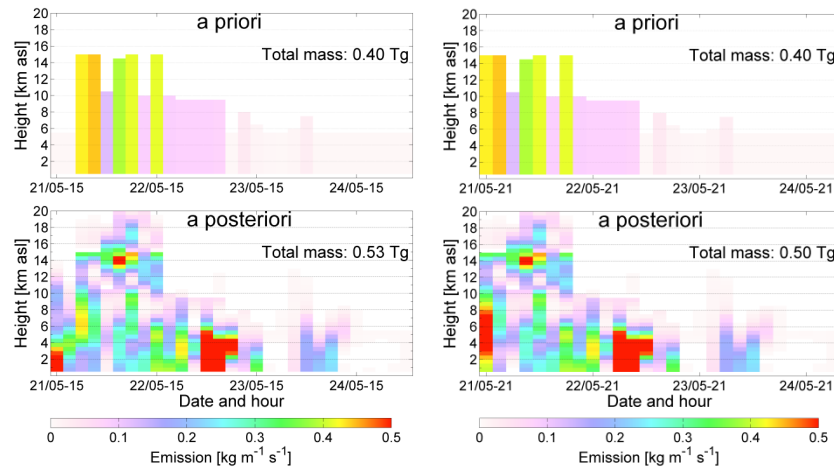 a priori
Total mass: 0.40 Tg
Height [km asl]
20
18
16
14
12
10
8
6
4
2
21/05-15 22/05-15 23/05-15 24/05-15
a priori
Total mass: 0.40 Tg
Height [km asl]
20
18
16
14
12
10
8
6
4
2
21/05-21 22/05-21 23/05-21 24/05-21
a posteriori
Total mass: 0.53 Tg
Height [km asl]
20
18
16
14
12
10
8
6
4
2
21/05-15 22/05-15 23/05-15 24/05-15
Date and hour
a posteriori
Total mass: 0.50 Tg
Height [km asl]
20
18
16
14
12
10
8
6
4
2
21/05-21 22/05-21 23/05-21 24/05-21
Date and hour
0 0.1 0.2 0.3 0.4 0.5
Emission [kg m⁻¹ s⁻¹]
0 0.1 0.2 0.3 0.4 0.5
Emission [kg m⁻¹ s⁻¹]